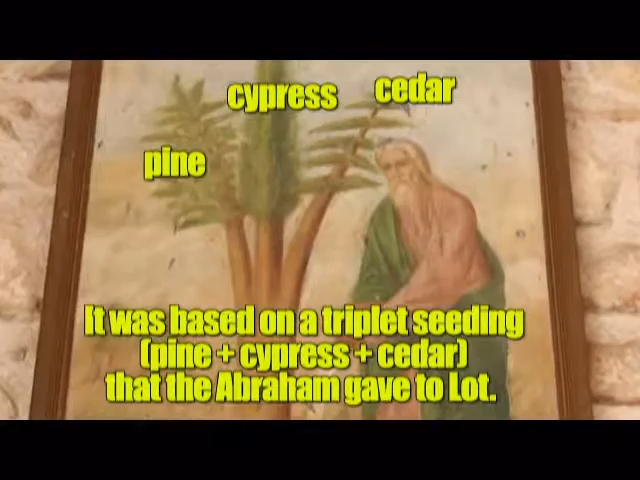 cypress cedar
pine
It was based on a triplet seeding
(pine + cypress + cedar)
that the Abraham gave to Lot.